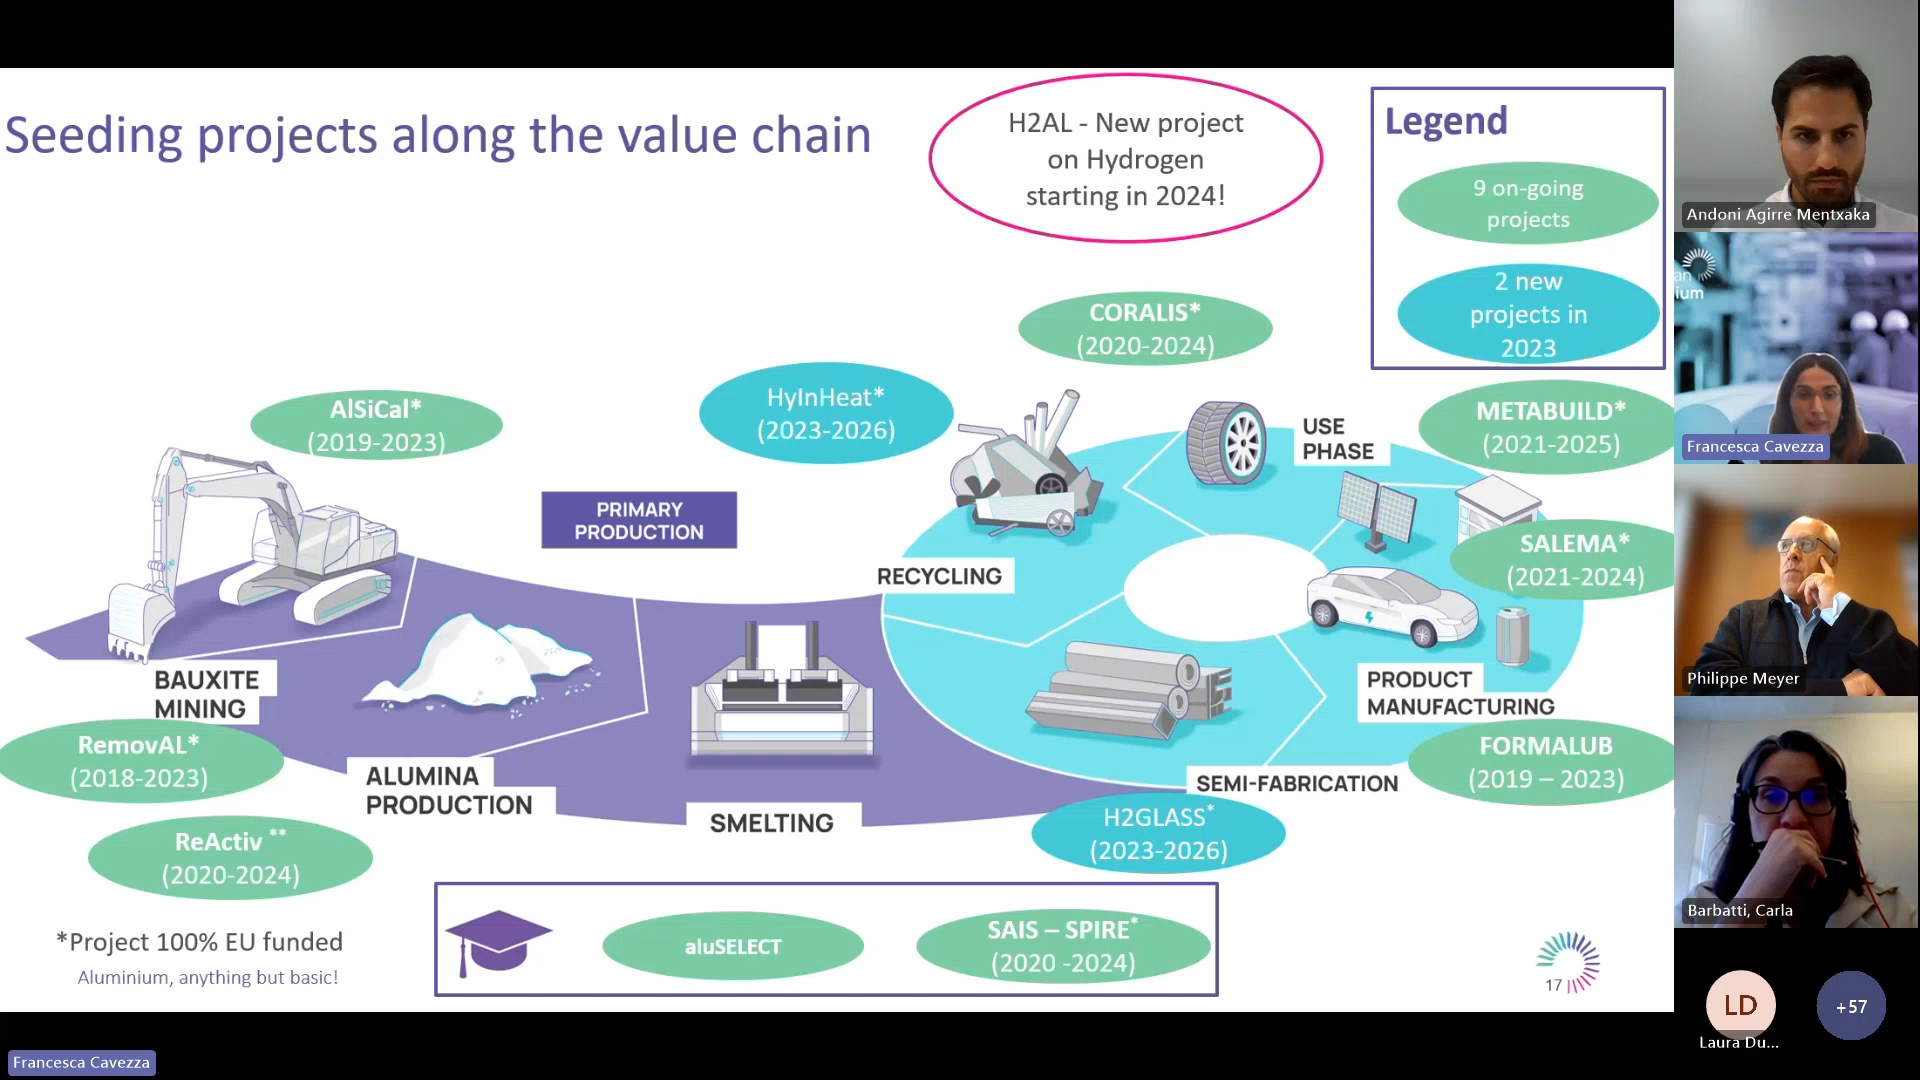 Seeding projects along the value chain
H2AL - New project
on Hydrogen
starting in 2024!
Legend
9 on-going
projects
2 new
projects in
2023
CORALIS*
(2020-2024)
HyInHeat*
(2023-2026)
AlSiCal*
(2019-2023)
METABUILD*
(2021-2025)
USE
PHASE
PRIMARY
PRODUCTION
SALEMA*
(2021-2024)
RECYCLING
BAUXITE
MINING
PRODUCT
MANUFACTURING
RemovAL*
(2018-2023)
ALUMINA
PRODUCTION
SEMI-FABRICATION
FORMALUB
(2019 – 2023)
SMELTING
H2GLASS*
(2023-2026)
ReActiv **
(2020-2024)
*Project 100% EU funded
Aluminium, anything but basic!
aluSELECT
SAIS – SPIRE*
(2020 -2024)
17
Andoni Agirre Mentxaka
an
ium
Francesca Cavezza
Philippe Meyer
Barbatti, Carla
LD
+57
Laura Du...
Francesca Cavezza